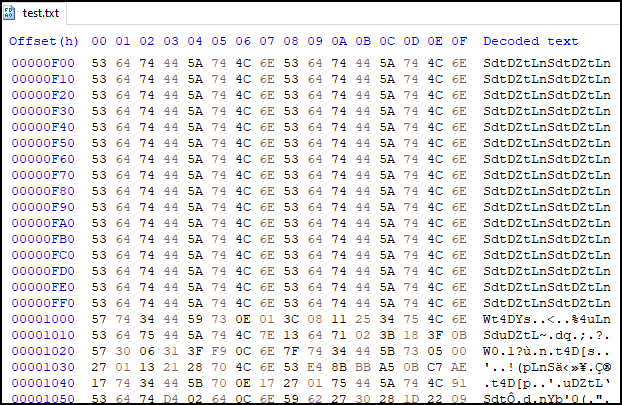 test.txt
Offset(h) 00 01 02 03 04 05 06 07 08 09 0A 0B 0C 0D 0E 0F Decoded text
00000F00 53 64 74 44 5A 74 4C 6E 53 64 74 44 5A 74 4C 6E SdtDZtLnSdtDZtLn
00000F10 53 64 74 44 5A 74 4C 6E 53 64 74 44 5A 74 4C 6E SdtDZtLnSdtDZtLn
00000F20 53 64 74 44 5A 74 4C 6E 53 64 74 44 5A 74 4C 6E SdtDZtLnSdtDZtLn
00000F30 53 64 74 44 5A 74 4C 6E 53 64 74 44 5A 74 4C 6E SdtDZtLnSdtDZtLn
00000F40 53 64 74 44 5A 74 4C 6E 53 64 74 44 5A 74 4C 6E SdtDZtLnSdtDZtLn
00000F50 53 64 74 44 5A 74 4C 6E 53 64 74 44 5A 74 4C 6E SdtDZtLnSdtDZtLn
00000F60 53 64 74 44 5A 74 4C 6E 53 64 74 44 5A 74 4C 6E SdtDZtLnSdtDZtLn
00000F70 53 64 74 44 5A 74 4C 6E 53 64 74 44 5A 74 4C 6E SdtDZtLnSdtDZtLn
00000F80 53 64 74 44 5A 74 4C 6E 53 64 74 44 5A 74 4C 6E SdtDZtLnSdtDZtLn
00000F90 53 64 74 44 5A 74 4C 6E 53 64 74 44 5A 74 4C 6E SdtDZtLnSdtDZtLn
00000FA0 53 64 74 44 5A 74 4C 6E 53 64 74 44 5A 74 4C 6E SdtDZtLnSdtDZtLn
00000FB0 53 64 74 44 5A 74 4C 6E 53 64 74 44 5A 74 4C 6E SdtDZtLnSdtDZtLn
00000FC0 53 64 74 44 5A 74 4C 6E 53 64 74 44 5A 74 4C 6E SdtDZtLnSdtDZtLn
00000FD0 53 64 74 44 5A 74 4C 6E 53 64 74 44 5A 74 4C 6E SdtDZtLnSdtDZtLn
00000FE0 53 64 74 44 5A 74 4C 6E 53 64 74 44 5A 74 4C 6E SdtDZtLnSdtDZtLn
00000FF0 53 64 74 44 5A 74 4C 6E 53 64 74 44 5A 74 4C 6E SdtDZtLnSdtDZtLn
00001000 57 74 34 44 59 73 0E 01 3C 08 11 25 34 75 4C 6E Wt4DYs..<..%4uLn
00001010 53 64 75 44 5A 74 4C 7E 13 64 71 02 3B 18 3F 0B SduDZtL~.dq.;.?.
00001020 57 30 06 31 3F F9 0C 6E 7F 74 34 44 5B 73 05 00 W0.1?ù.n.t4D[s..
00001030 27 01 13 21 28 70 4C 6E 53 E4 8B BB A5 0B C7 AE '..!(pLnSä‹»¥.Ç®
00001040 17 74 34 44 5B 70 0E 17 27 01 75 44 5A 74 4C 91 .t4D[p..'.uDZtL‘
00001050 53 64 74 D4 02 64 0C 6E 59 62 27 30 28 1D 22 09 SdtÔ.d.nYb'0(.".